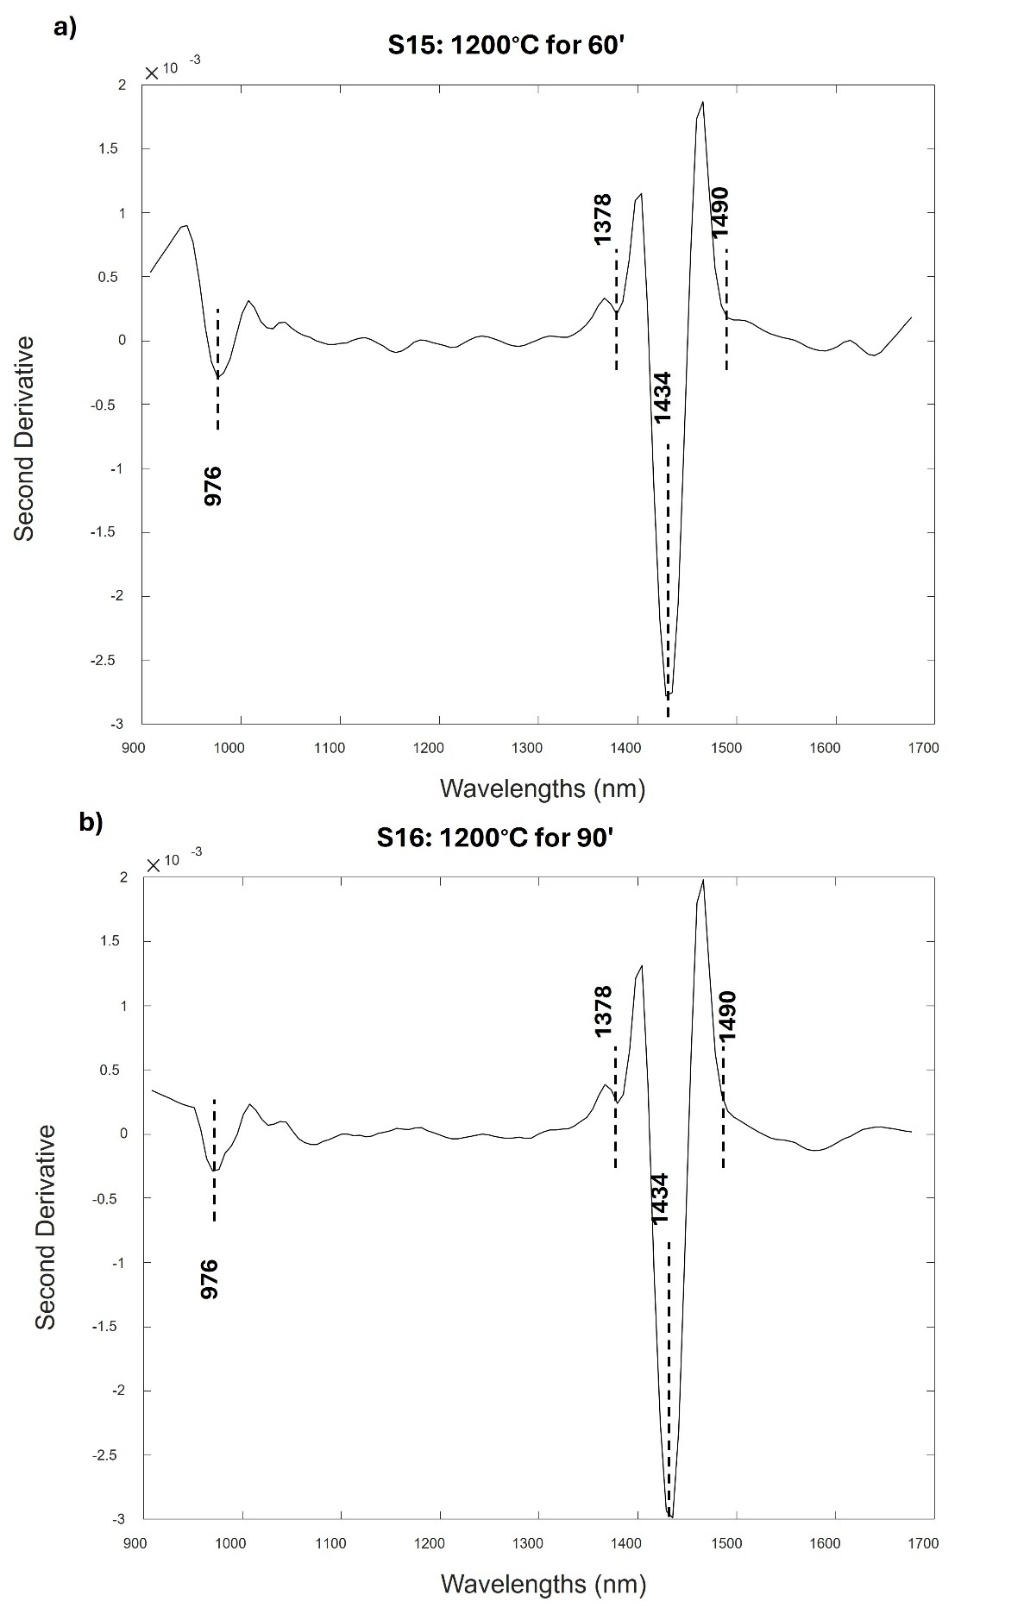 a)
S15: 1200°C for 60'
× 10 -3
2
1.5
1
0.5
0
-0.5
-1
-1.5
-2
-2.5
-3
Second Derivative
976
1378
1434
1490
900 1000 1100 1200 1300 1400 1500 1600 1700
Wavelengths (nm)
b)
S16: 1200°C for 90'
× 10 -3
2
1.5
1
0.5
0
-0.5
-1
-1.5
-2
-2.5
-3
Second Derivative
976
1378
1434
1490
900 1000 1100 1200 1300 1400 1500 1600 1700
Wavelengths (nm)